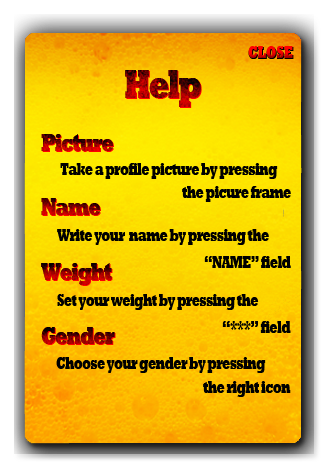 CLOSE
Help
Picture
Take a profile picture by pressing
the picure frame
Name
Write your name by pressing the
“NAME” field
Weight
Set your weight by pressing the
“***” field
Gender
Choose your gender by pressing
the right icon